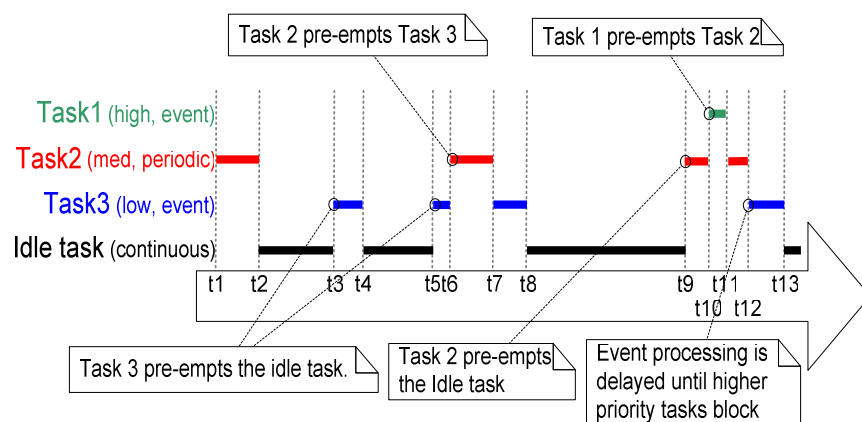 Task 2 pre-empts Task 3
Task 1 pre-empts Task 2
Task1 (high, event)
Task2 (med, periodic)
Task3 (low, event)
Idle task (continuous)
t1 t2 t3 t4 t5 t6 t7 t8 t9 t11 t13
t10 t12
Task 3 pre-empts the idle task.
Task 2 pre-empts
the Idle task
Event processing is
delayed until higher
priority tasks block